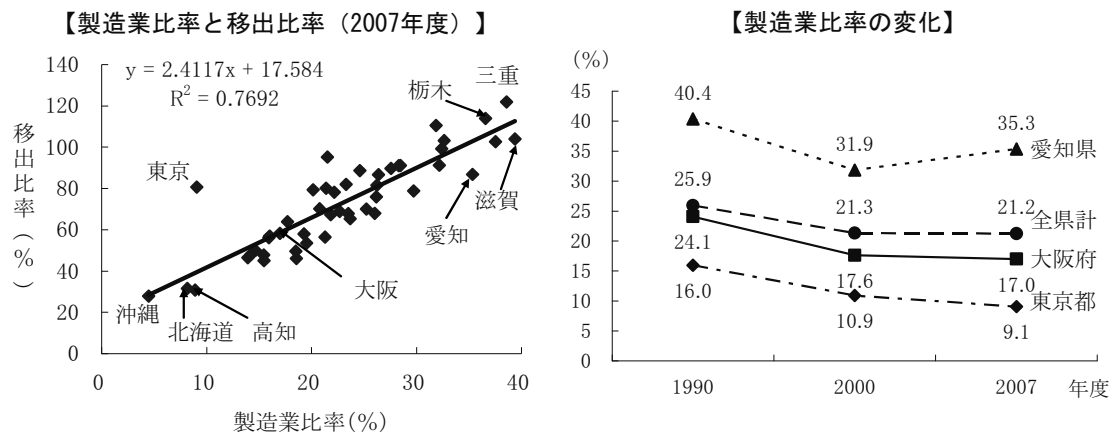 【製造業比率と移出比率（2007年度）】
y = 2.4117x + 17.584
R² = 0.7692
移出比率(%)
140
120
100
80
60
40
20
0
0 10 20 30 40
製造業比率(%)
三重
栃木
東京
滋賀
愛知
大阪
沖縄
北海道
高知
【製造業比率の変化】
(%)
45
40
35
30
25
20
15
10
5
0
40.4
31.9
35.3
愛知県
25.9
21.3
21.2
全県計
24.1
17.6
17.0
大阪府
16.0
10.9
9.1
東京都
1990 2000 2007 年度